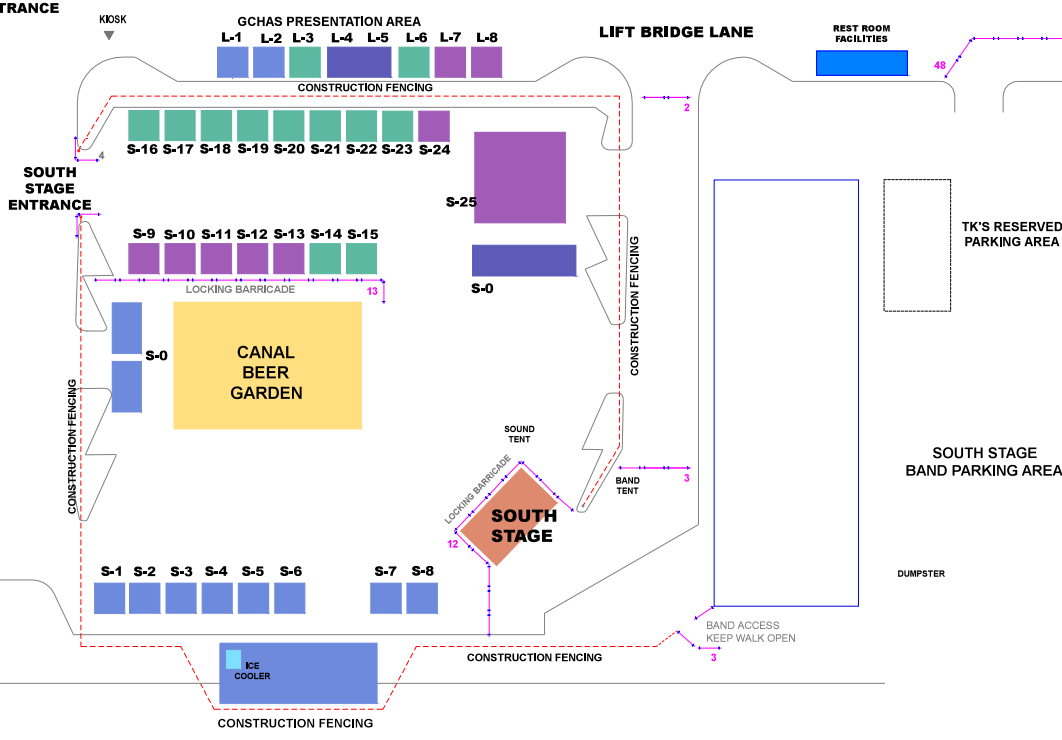 TRANCE
KIOSK
GCHAS PRESENTATION AREA
L-1 L-2 L-3 L-4 L-5 L-6 L-7 L-8
LIFT BRIDGE LANE
REST ROOM
FACILITIES
48
CONSTRUCTION FENCING
2
S-16 S-17 S-18 S-19 S-20 S-21 S-22 S-23 S-24
4
SOUTH
STAGE
ENTRANCE
S-25
TK'S RESERVED
PARKING AREA
S-9 S-10 S-11 S-12 S-13 S-14 S-15
S-0
LOCKING BARRICADE
13
CONSTRUCTION FENCING
S-0
CANAL
BEER
GARDEN
CONSTRUCTION FENCING
SOUND
TENT
LOCKING BARRICADE
SOUTH
STAGE
12
BAND
TENT
3
SOUTH STAGE
BAND PARKING AREA
S-1 S-2 S-3 S-4 S-5 S-6 S-7 S-8
DUMPSTER
BAND ACCESS
KEEP WALK OPEN
3
ICE
COOLER
CONSTRUCTION FENCING
CONSTRUCTION FENCING